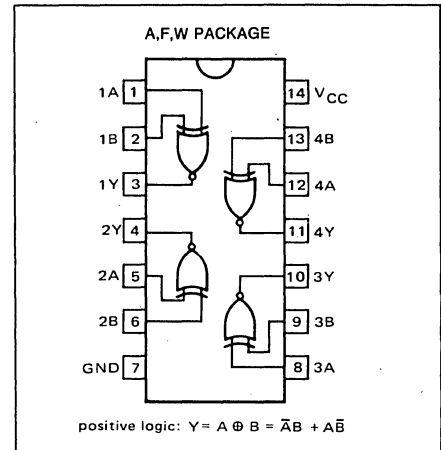 A,F,W PACKAGE
1A 1 14 VCC
1B 2 13 4B
1Y 3 12 4A
2Y 4 11 4Y
2A 5 10 3Y
2B 6 9 3B
GND 7 8 3A
positive logic: Y = A ⊕ B = A̅B + AB̅